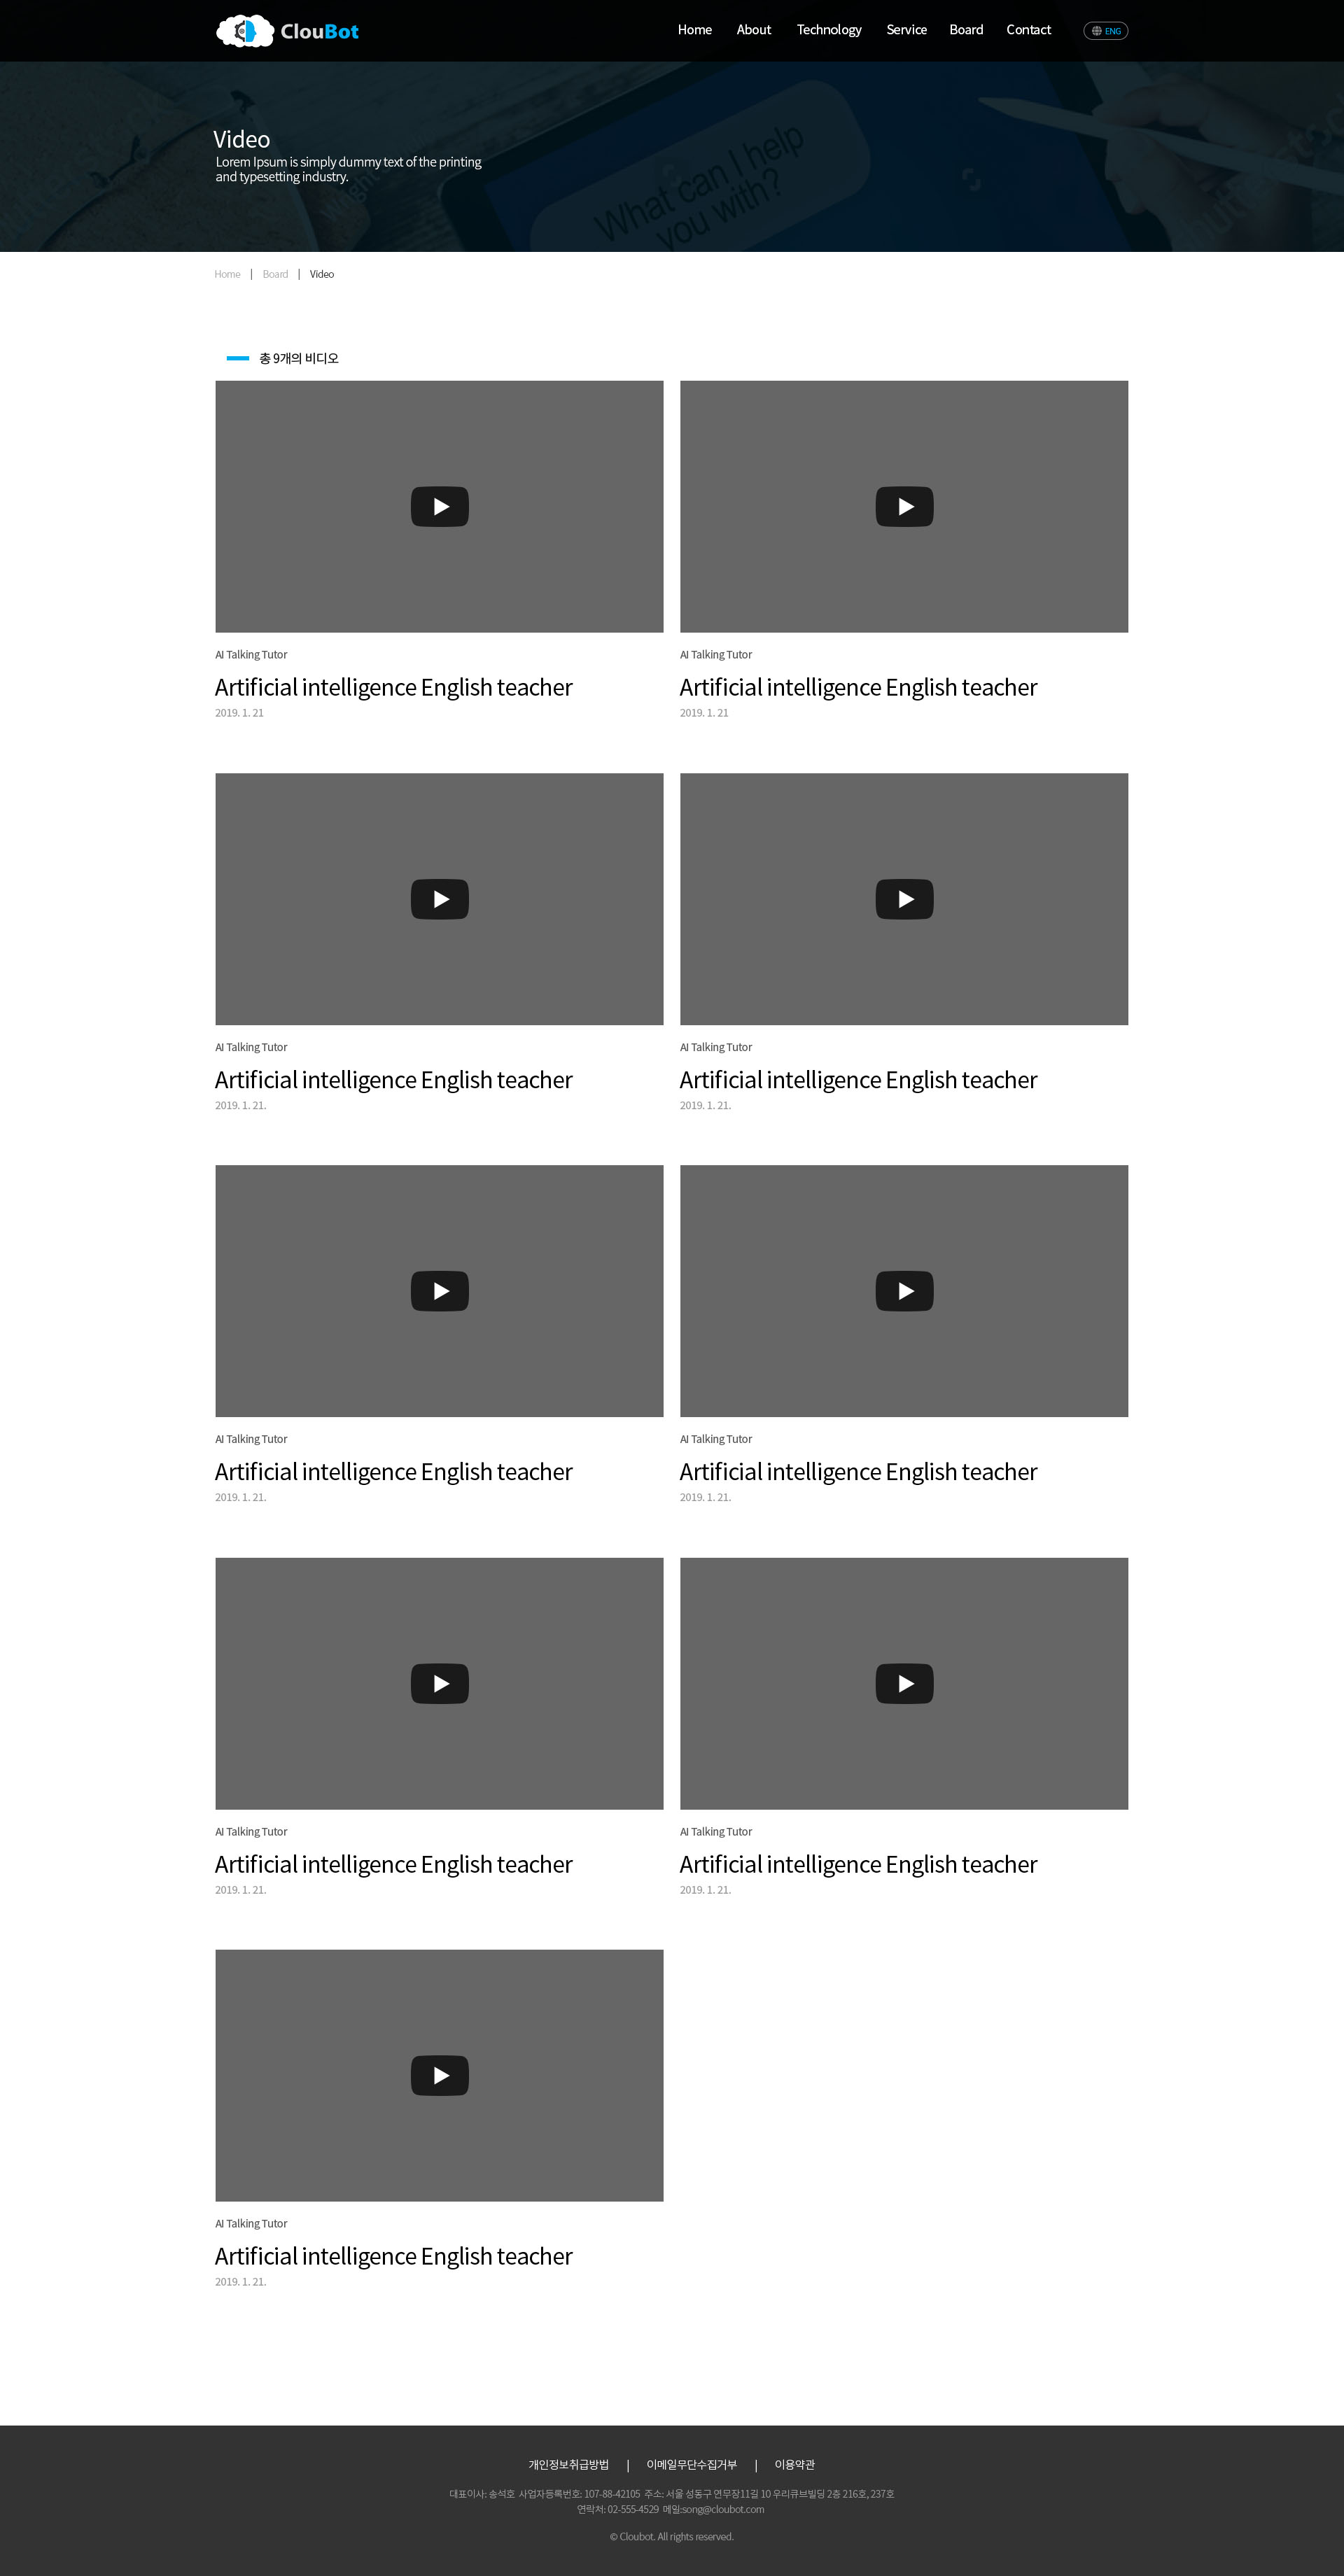 ClouBot
Home About Technology Service Board Contact ENG
What can I help
you with?
Video
Lorem Ipsum is simply dummy text of the printing
and typesetting industry.
Home | Board | Video
총 9개의 비디오
AI Talking Tutor
Artificial intelligence English teacher
2019. 1. 21
AI Talking Tutor
Artificial intelligence English teacher
2019. 1. 21
AI Talking Tutor
Artificial intelligence English teacher
2019. 1. 21.
AI Talking Tutor
Artificial intelligence English teacher
2019. 1. 21.
AI Talking Tutor
Artificial intelligence English teacher
2019. 1. 21.
AI Talking Tutor
Artificial intelligence English teacher
2019. 1. 21.
AI Talking Tutor
Artificial intelligence English teacher
2019. 1. 21.
AI Talking Tutor
Artificial intelligence English teacher
2019. 1. 21.
AI Talking Tutor
Artificial intelligence English teacher
2019. 1. 21.
개인정보취급방법 | 이메일무단수집거부 | 이용약관
대표이사: 송석호 사업자등록번호: 107-88-42105 주소: 서울 성동구 연무장11길 10 우리큐브빌딩 2층 216호, 237호
연락처: 02-555-4529 메일:song@cloubot.com
© Cloubot. All rights reserved.